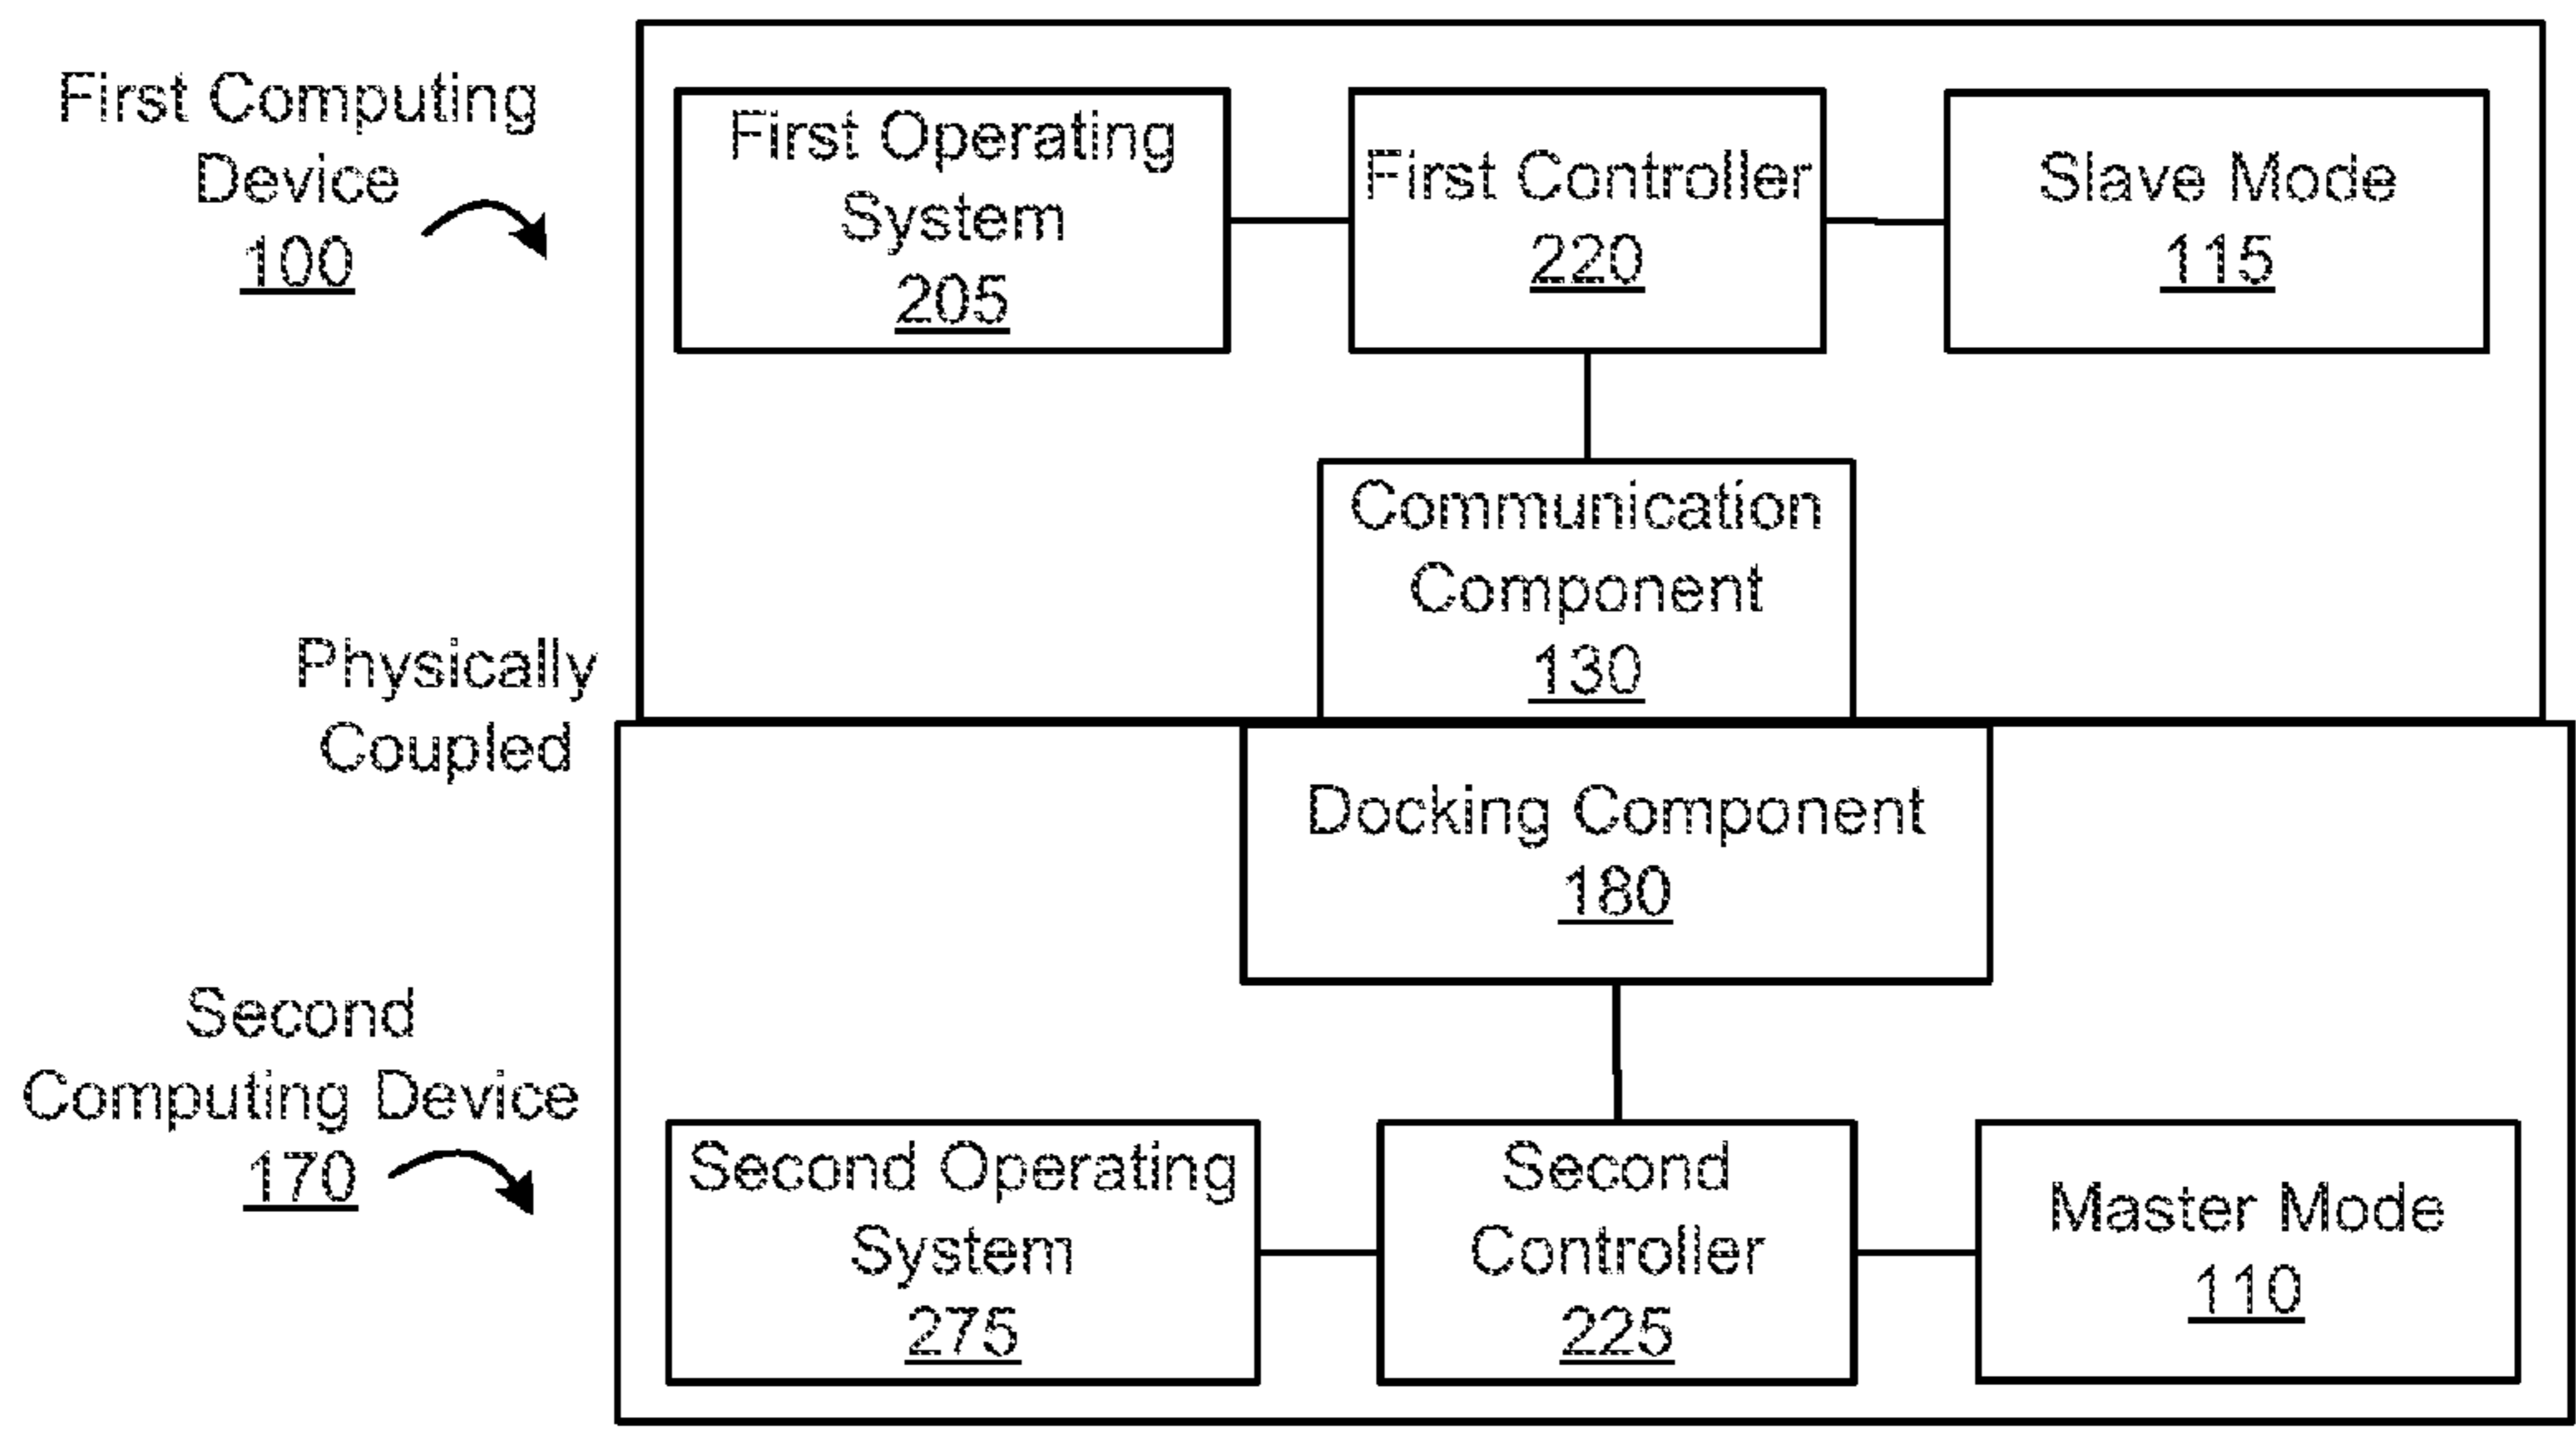 First Computing
Device
100
First Operating
System
205
First Controller
220
Slave Mode
115
Communication
Component
130
Physically
Coupled
Docking Component
180
Second
Computing Device
170
Second Operating
System
275
Second
Controller
225
Master Mode
110